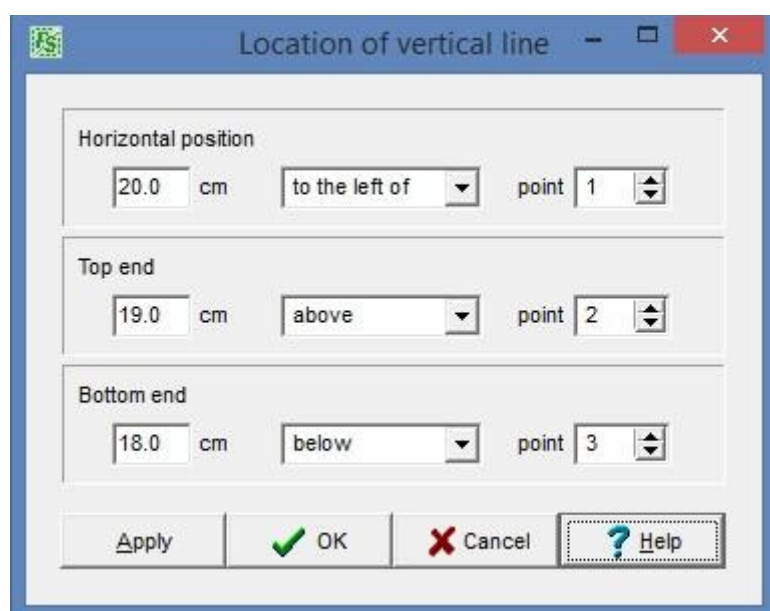 Location of vertical line
Horizontal position
20.0 cm to the left of point 1
Top end
19.0 cm above point 2
Bottom end
18.0 cm below point 3
Apply OK Cancel ? Help